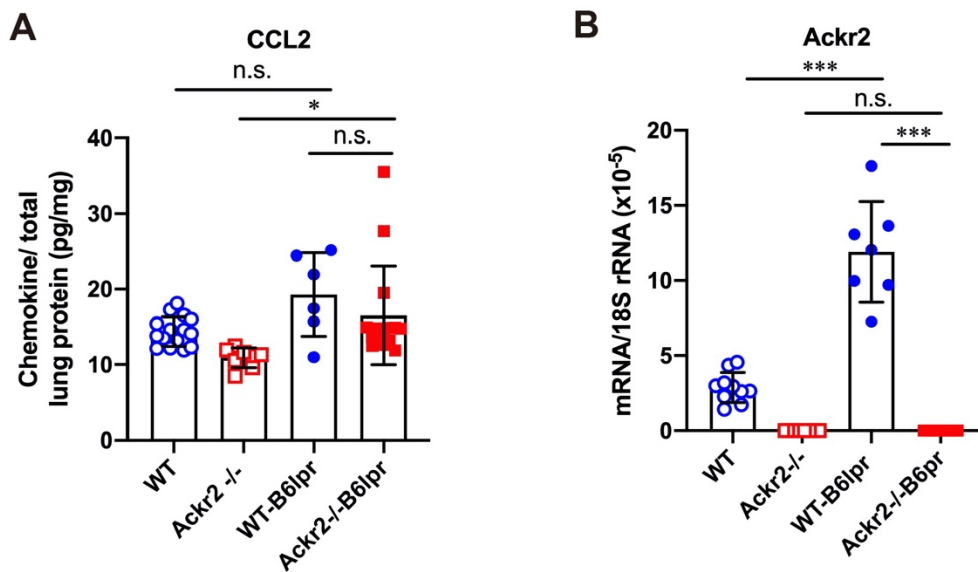 A
CCL2
n.s.
*
n.s.
Chemokine/ total
lung protein (pg/mg)
40
30
20
10
0
WT
Ackr2 -/-
WT-B6lpr
Ackr2-/-B6lpr
B
Ackr2
***
n.s.
***
mRNA/18S rRNA (x10-5)
20
15
10
5
0
WT
Ackr2-/-
WT-B6lpr
Ackr2-/-B6pr